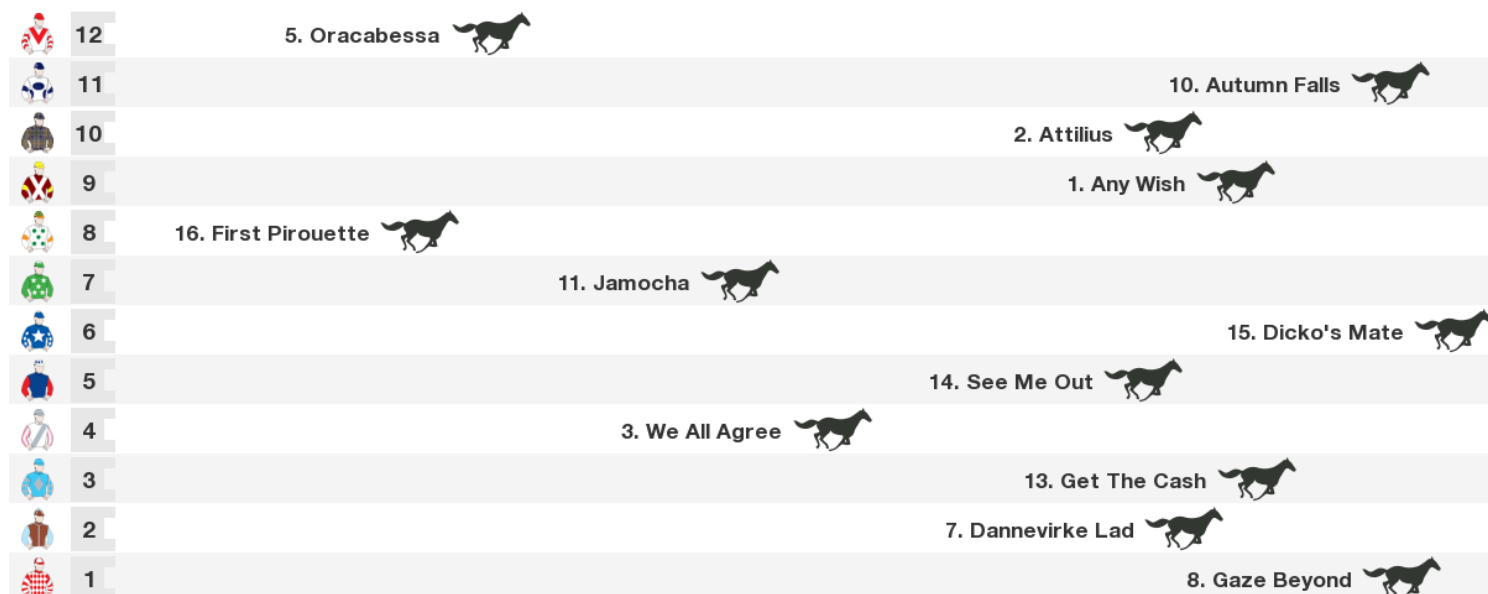 12 5. Oracabessa
11 10. Autumn Falls
10 2. Attilius
9 1. Any Wish
8 16. First Pirouette
7 11. Jamocha
6 15. Dicko's Mate
5 14. See Me Out
4 3. We All Agree
3 13. Get The Cash
2 7. Dannevirke Lad
1 8. Gaze Beyond